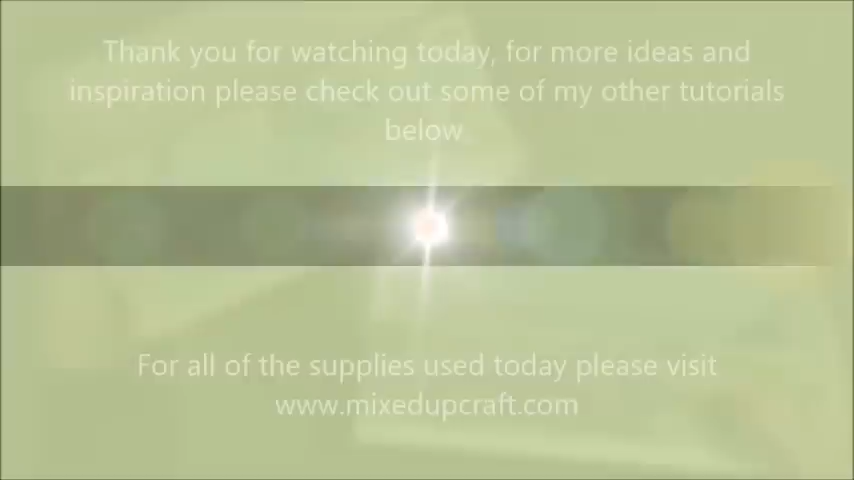 Thank you for watching today, for more ideas and
inspiration please check out some of my other tutorials
below
For all of the supplies used today please visit
www.mixedupcraft.com